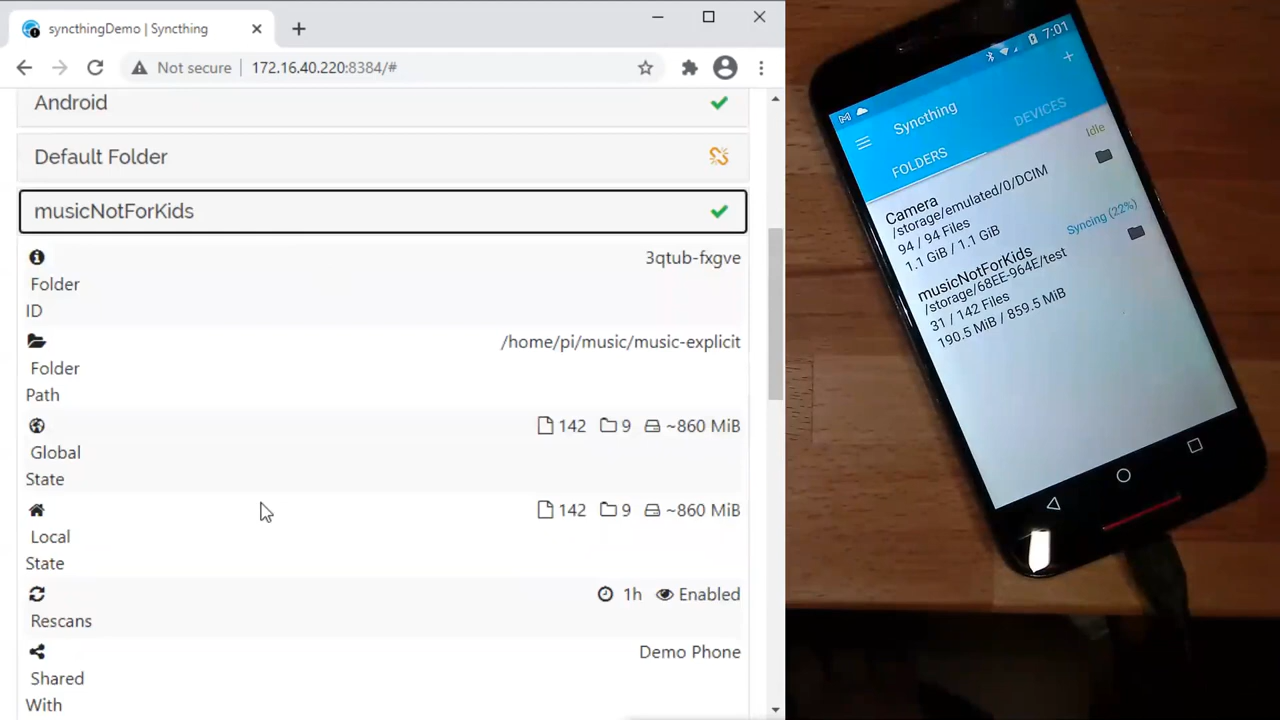 syncthingDemo | Syncthing
Not secure
172.16.40.220:8384/#
Android
Default Folder
musicNotForKids
3qtub-fxgve
Folder
ID
/home/pi/music/music-explicit
Folder
Path
142 9 ~860 MiB
Global
State
142 9 ~860 MiB
Local
State
1h Enabled
Rescans
Demo Phone
Shared
With
7:01
Syncthing
FOLDERS
DEVICES
Idle
Camera
/storage/emulated/0/DCIM
94 / 94 Files
1.1 GiB / 1.1 GiB
Syncing (22%)
musicNotForKids
/storage/68EE-964E/test
31 / 142 Files
190.5 MiB / 859.5 MiB